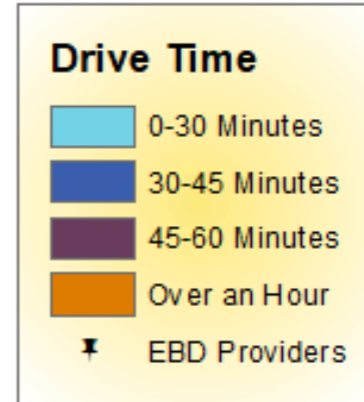 Drive Time
0-30 Minutes
30-45 Minutes
45-60 Minutes
Over an Hour
EBD Providers